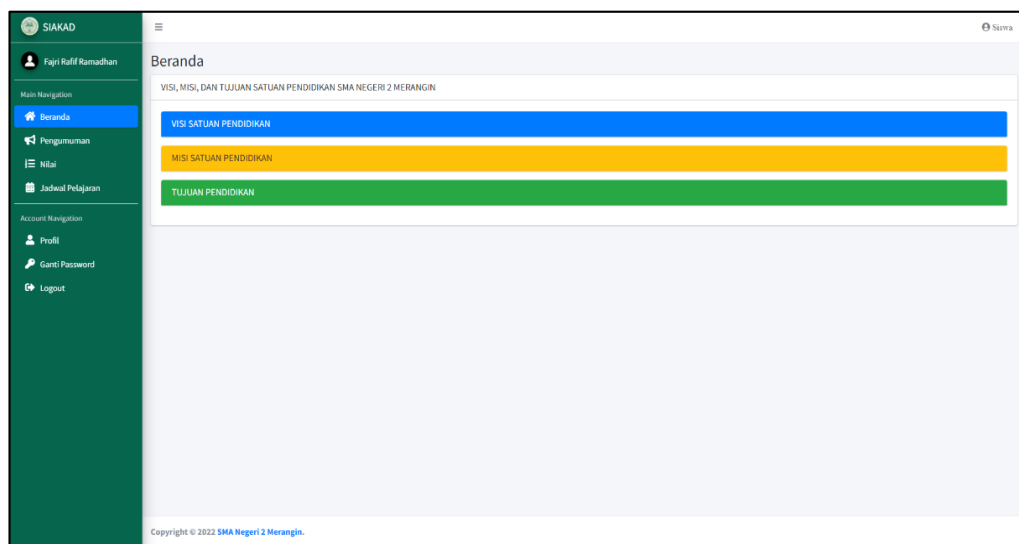 SIAKAD
Siswa
Fajri Rafif Ramadhan
Main Navigation
Beranda
Pengumuman
Nilai
Jadwal Pelajaran
Account Navigation
Profil
Ganti Password
Logout
Beranda
VISI, MISI, DAN TUJUAN SATUAN PENDIDIKAN SMA NEGERI 2 MERANGIN
VISI SATUAN PENDIDIKAN
MISI SATUAN PENDIDIKAN
TUJUAN PENDIDIKAN
Copyright © 2022 SMA Negeri 2 Merangin.